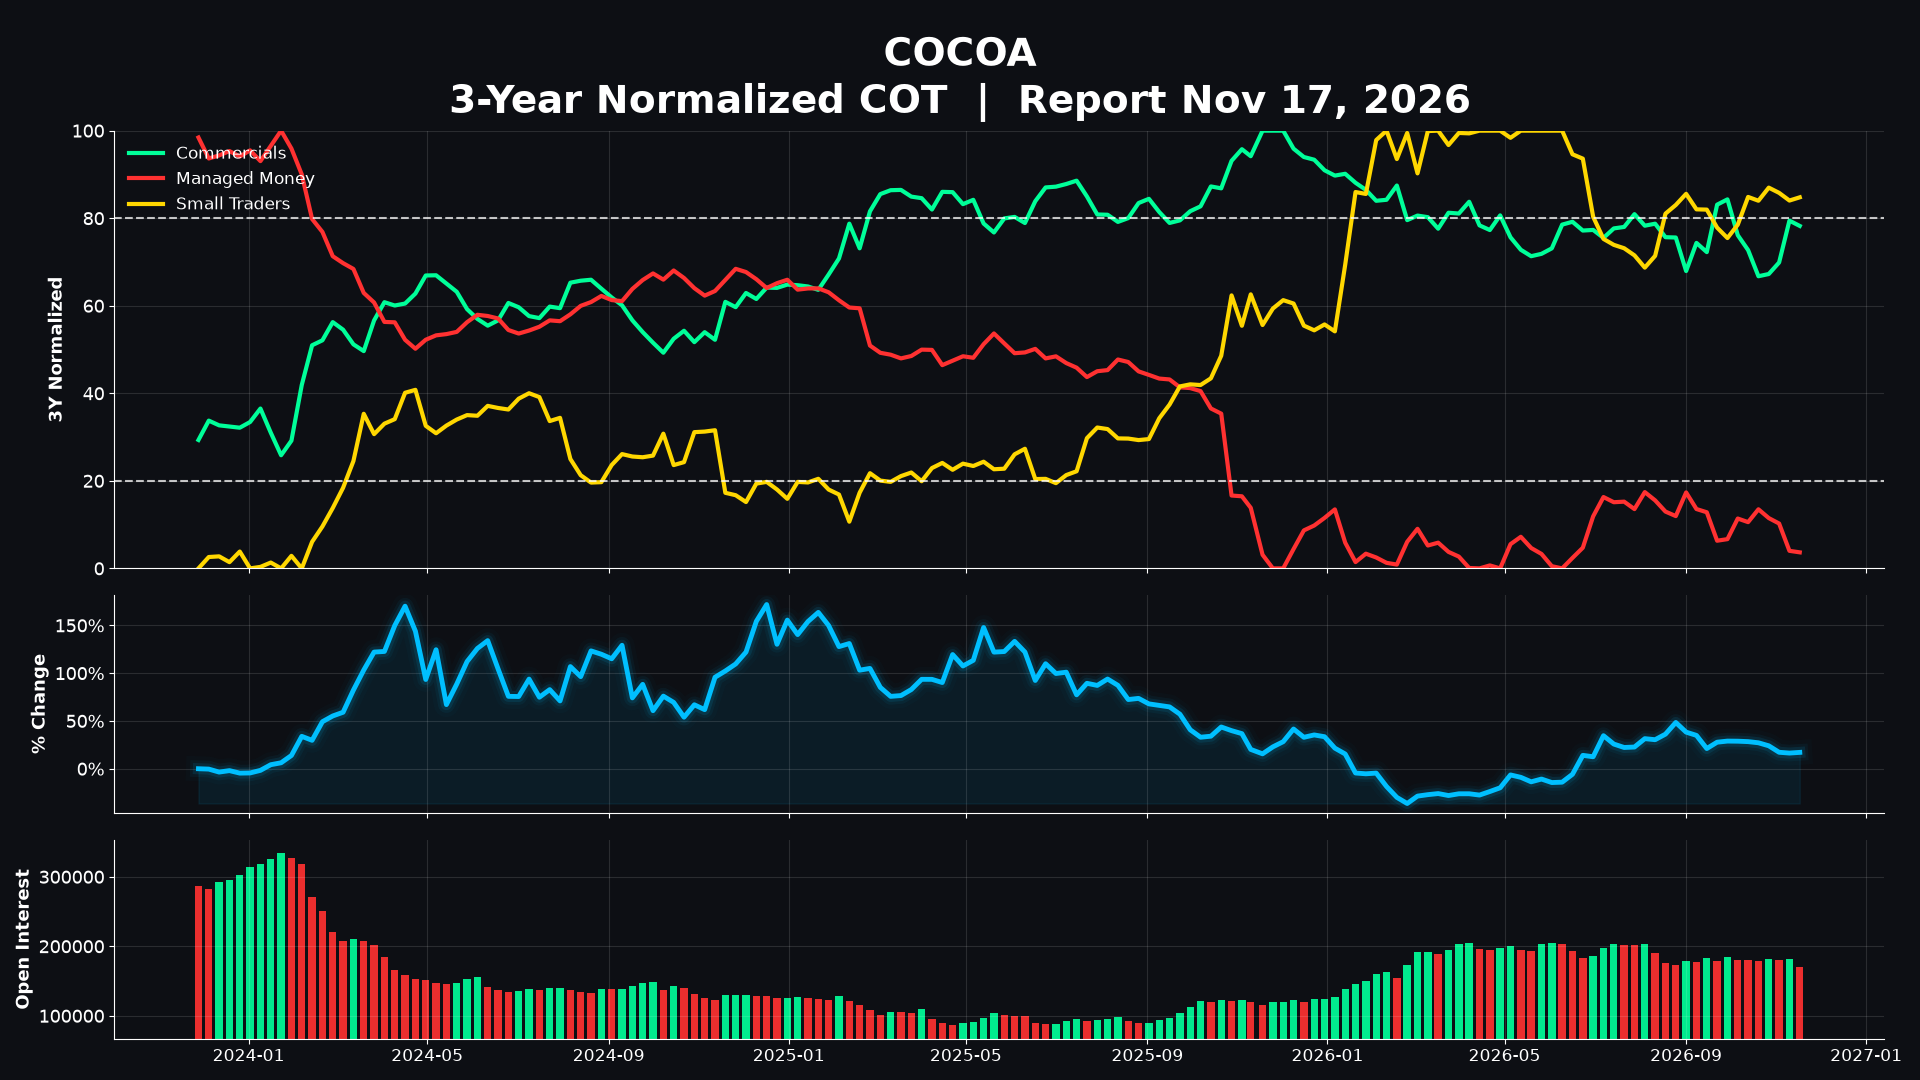 COCOA
3-Year Normalized COT | Report Nov 17, 2026
100
80
60
40
20
0
3Y Normalized
Commercials
Managed Money
Small Traders
150%
100%
50%
0%
% Change
300000
200000
100000
Open Interest
2024-01
2024-05
2024-09
2025-01
2025-05
2025-09
2026-01
2026-05
2026-09
2027-01